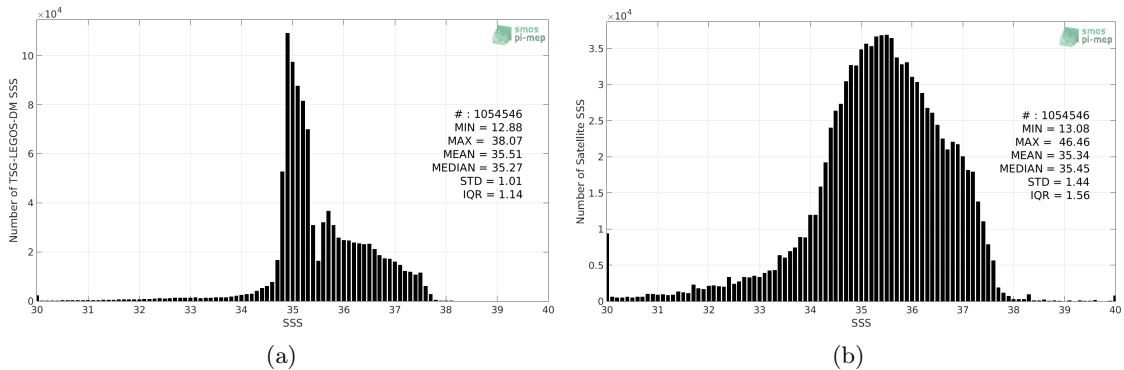 ×10^4
10
8
6
4
2
0
Number of TSG-LEGOS-DM SSS
smos
pi-mep
# : 1054546
MIN = 12.88
MAX = 38.07
MEAN = 35.51
MEDIAN = 35.27
STD = 1.01
IQR = 1.14
30 31 32 33 34 35 36 37 38 39 40
SSS
(a)
×10^4
3.5
3
2.5
2
1.5
1
0.5
0
Number of Satellite SSS
smos
pi-mep
# : 1054546
MIN = 13.08
MAX = 46.46
MEAN = 35.34
MEDIAN = 35.45
STD = 1.44
IQR = 1.56
30 31 32 33 34 35 36 37 38 39 40
SSS
(b)